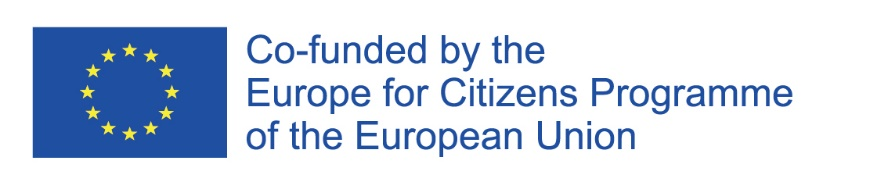 Co-funded by the
Europe for Citizens Programme
of the European Union